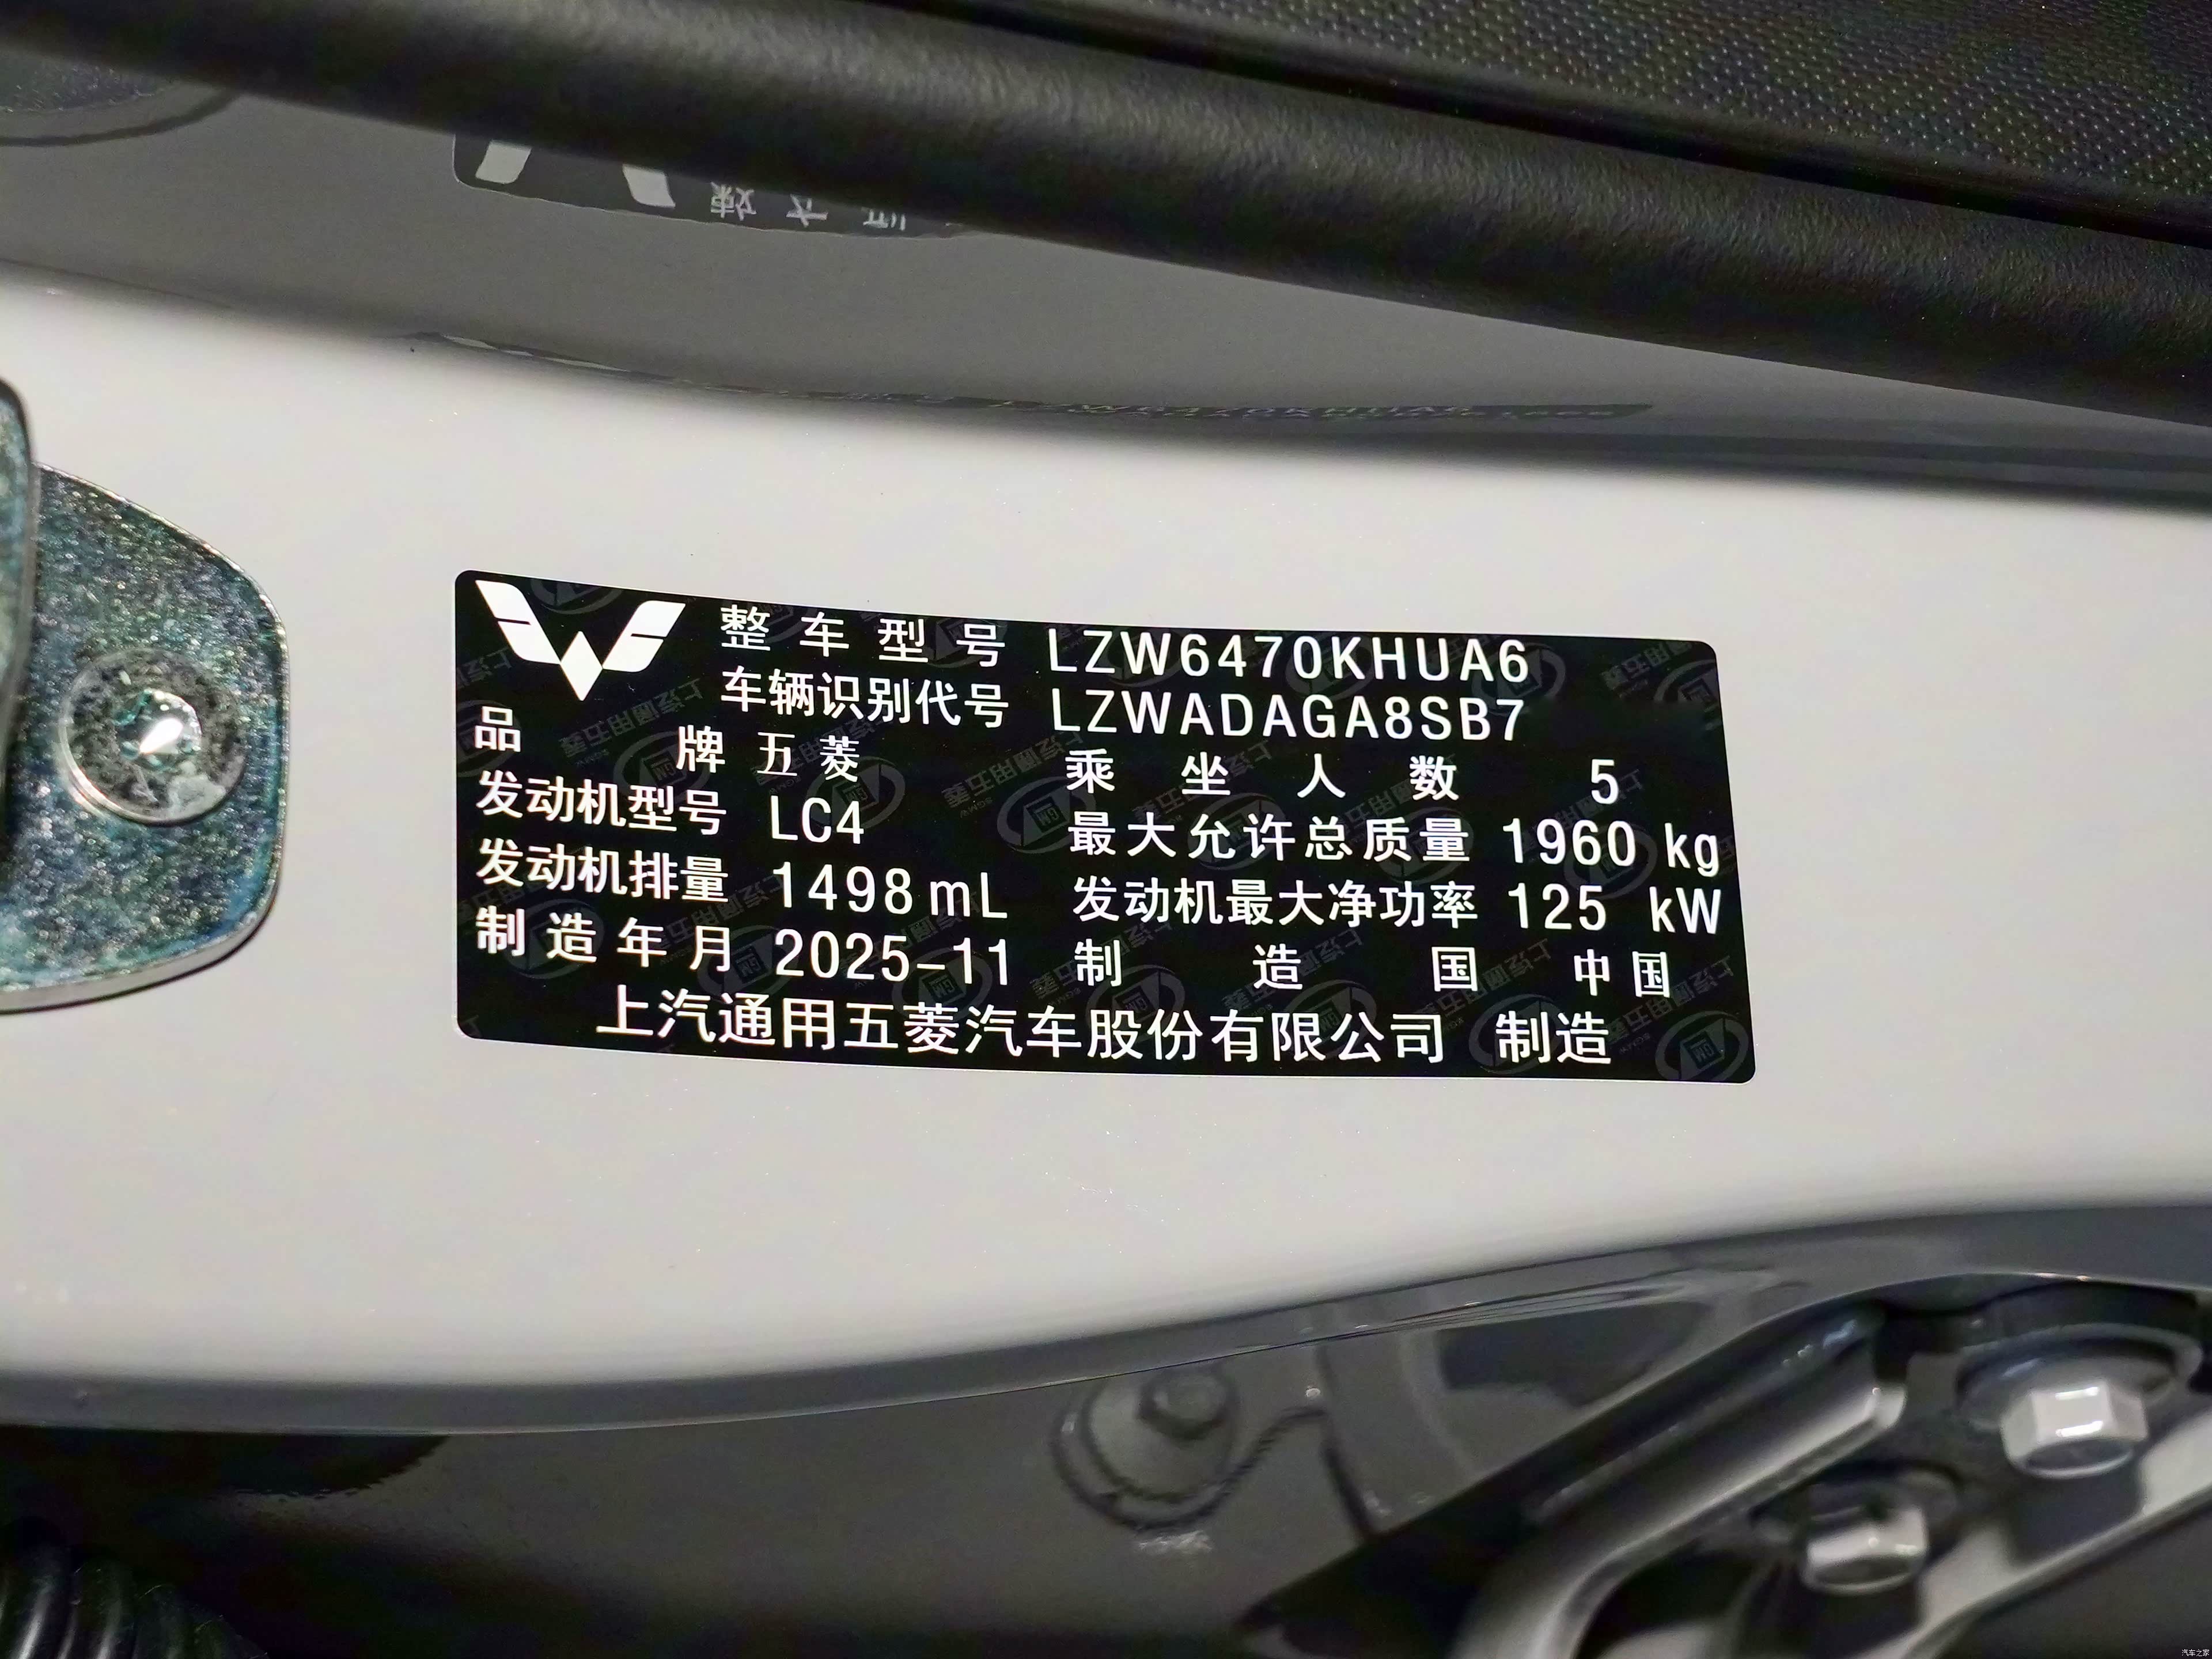 整车型号 LZW6470KHUA6
车辆识别代号 LZWADAGA8SB7
品牌 五菱 乘坐人数 5
发动机型号 LC4 最大允许总质量 1960 kg
发动机排量 1498 mL 发动机最大净功率 125 kW
制造年月 2025-11 制造国 中国
上汽通用五菱汽车股份有限公司 制造
汽车之家